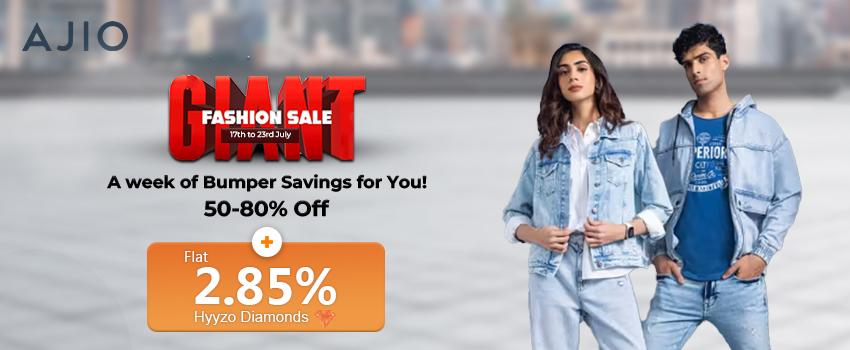 AJIO
GIANT
FASHION SALE
17th to 23rd July
A week of Bumper Savings for You!
50-80% Off
+
Flat
2.85%
Hyyzo Diamonds
PERIOR